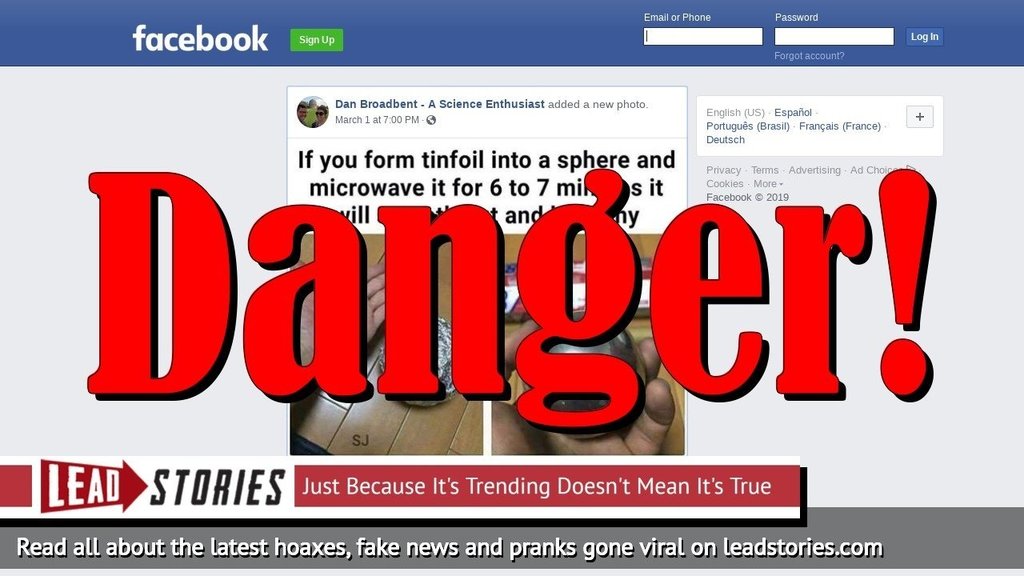 facebook
Sign Up
Email or Phone
Password
Log In
Forgot account?
Dan Broadbent - A Science Enthusiast added a new photo.
March 1 at 7:00 PM ·
If you form tinfoil into a sphere and
microwave it for 6 to 7 it
will and
Danger!
SJ
English (US) · Español ·
Português (Brasil) · Français (France) ·
Deutsch
+
Privacy · Terms · Advertising · Ad
Cookies · More
Facebook © 2019
LEAD STORIES
Just Because It's Trending Doesn't Mean It's True
Read all about the latest hoaxes, fake news and pranks gone viral on leadstories.com